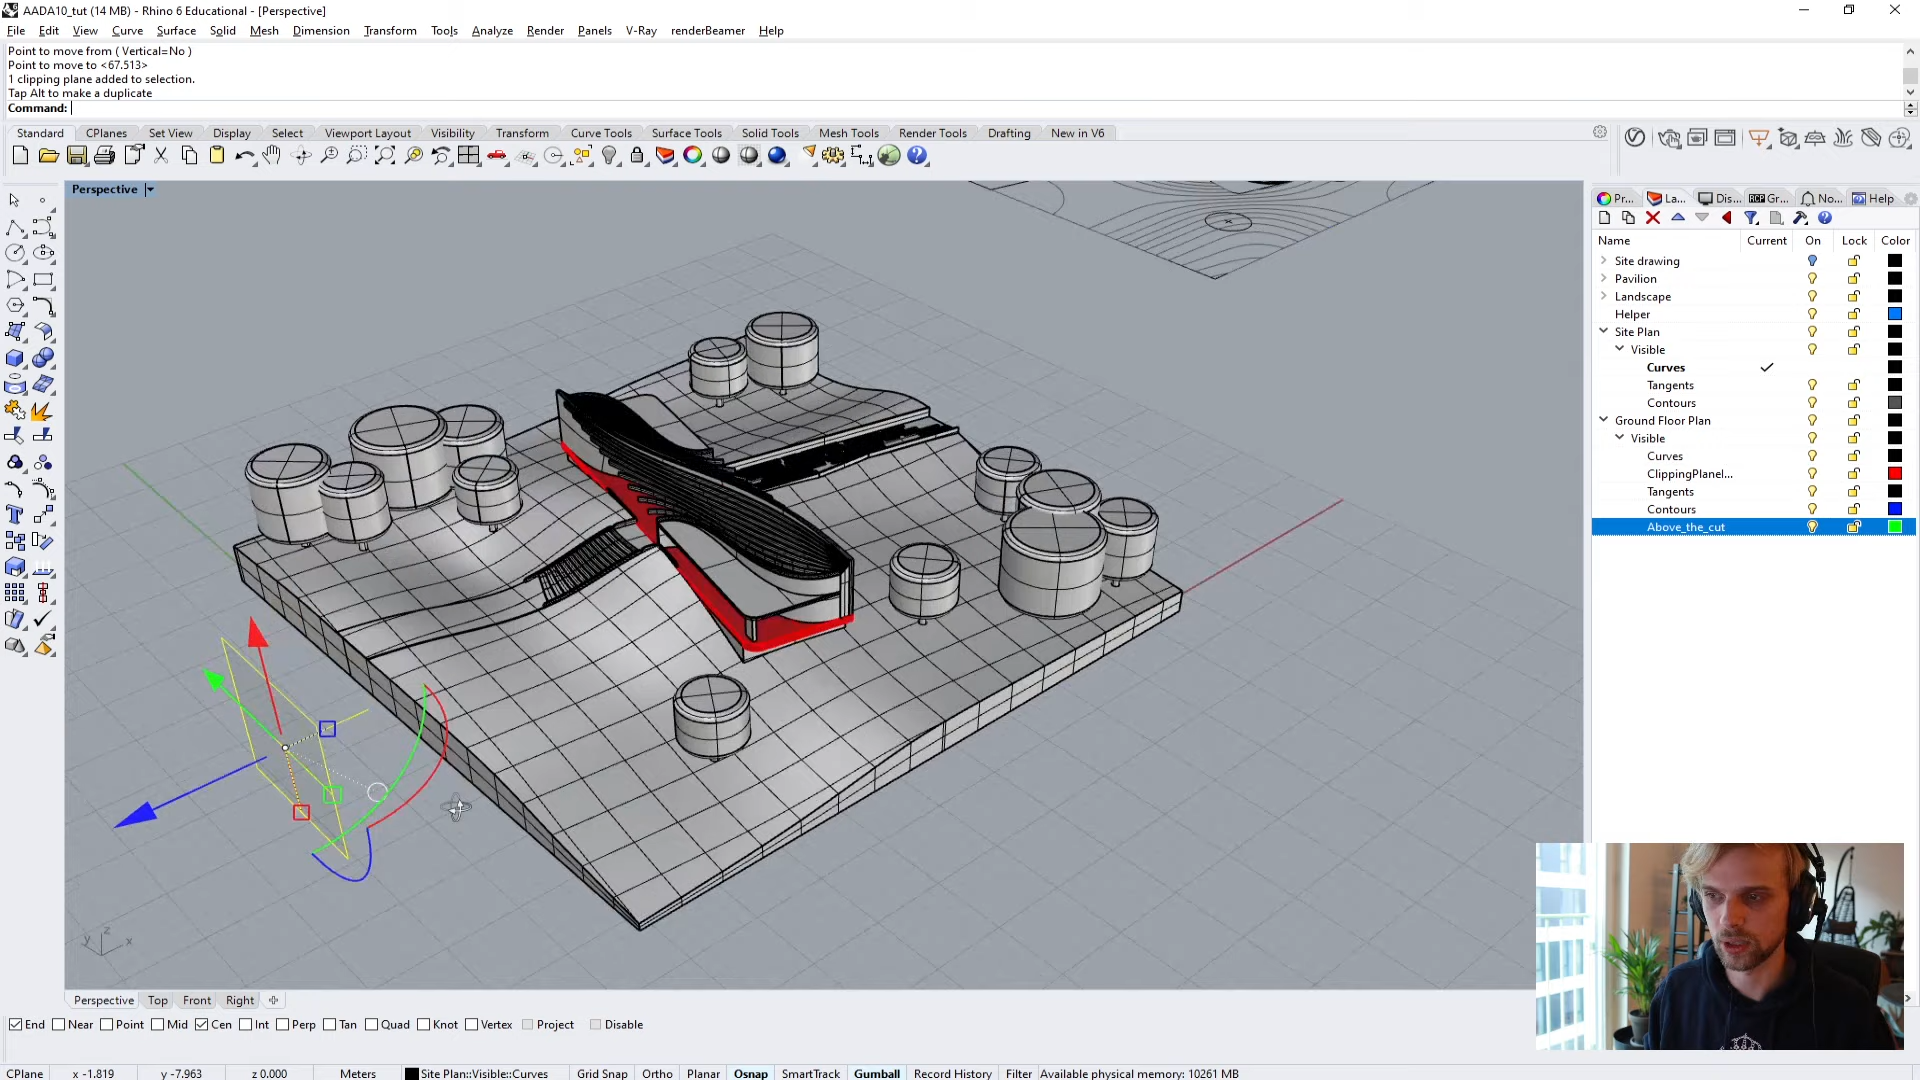 AADA10_tut (14 MB) - Rhino 6 Educational - [Perspective]
File Edit View Curve Surface Solid Mesh Dimension Transform Tools Analyze Render Panels V-Ray renderBeamer Help
Point to move from ( Vertical=No )
Point to move to <67.513>
1 clipping plane added to selection.
Tap Alt to make a duplicate
Command:
Standard CPlanes Set View Display Select Viewport Layout Visibility Transform Curve Tools Surface Tools Solid Tools Mesh Tools Render Tools Drafting New in V6
Perspective
Pr... La... Dis... Gr... No... Help
Name Current On Lock Color
Site drawing
Pavilion
Landscape
Helper
Site Plan
Visible
Curves
Tangents
Contours
Ground Floor Plan
Visible
Curves
ClippingPlanel...
Tangents
Contours
Above_the_cut
y z x
Perspective Top Front Right
End Near Point Mid Cen Int Perp Tan Quad Knot Vertex Project Disable
CPlane x -1.819 y -7.963 z 0.000 Meters Site Plan::Visible::Curves Grid Snap Ortho Planar Osnap SmartTrack Gumball Record History Filter Available physical memory: 10261 MB